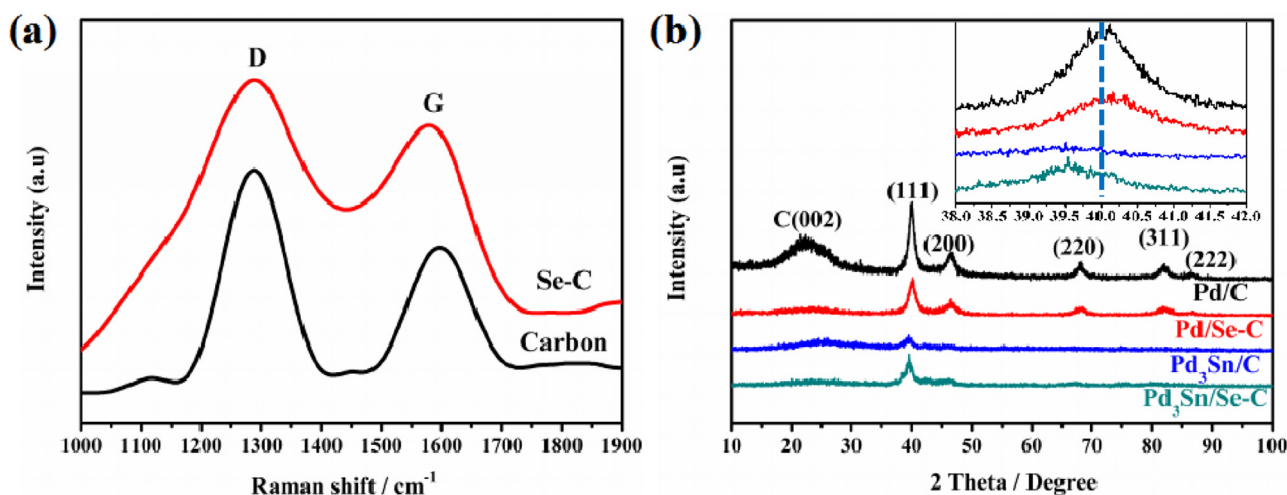 (a)
D
G
Se-C
Carbon
Intensity (a.u)
1000 1100 1200 1300 1400 1500 1600 1700 1800 1900
Raman shift / cm⁻¹
(b)
38.0 38.5 39.0 39.5 40.0 40.5 41.0 41.5 42.0
C(002)
(111)
(200)
(220)
(311)
(222)
Pd/C
Pd/Se-C
Pd₃Sn/C
Pd₃Sn/Se-C
Intensity (a.u)
10 20 30 40 50 60 70 80 90 100
2 Theta / Degree